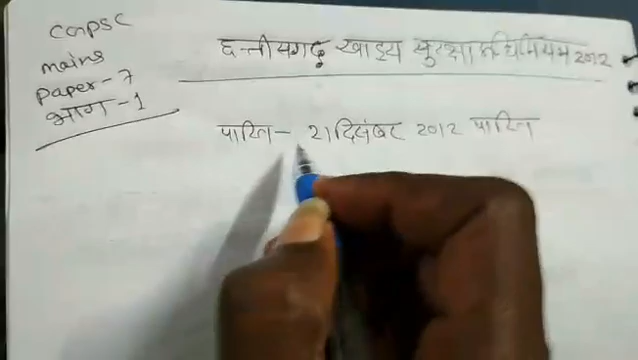 CGPSC
mains
paper-7
भाग-1
छत्तीसगढ़ खाद्य सुरक्षा अधिनियम 2012
पारित- 21 दिसंबर 2012 पारित